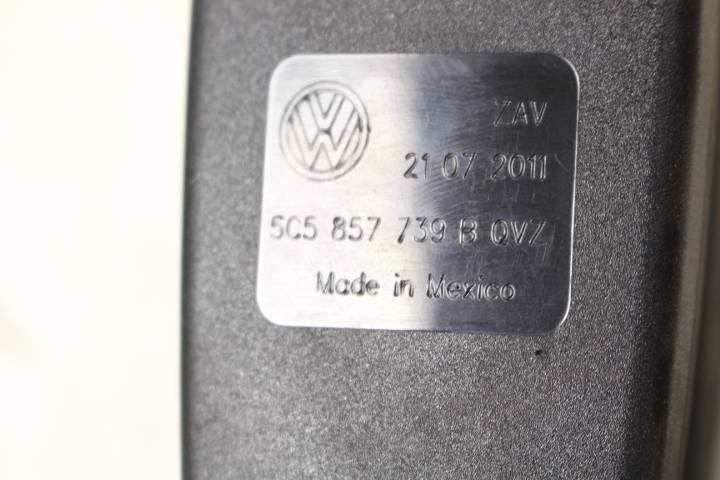 ZAV
21 07 2011
5C5 857 739 B QVZ
Made in Mexico